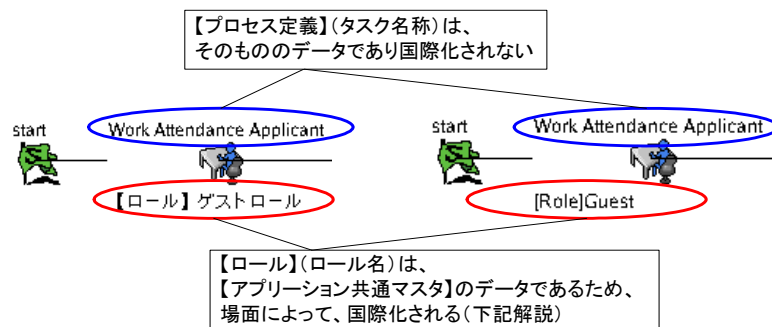 【プロセス定義】(タスク名称)は、
そのもののデータであり国際化されない
start
Work Attendance Applicant
【ロール】 ゲストロール
start
Work Attendance Applicant
[Role]Guest
【ロール】(ロール名)は、
【アプリーション共通マスタ】のデータであるため、
場面によって、国際化される(下記解説)